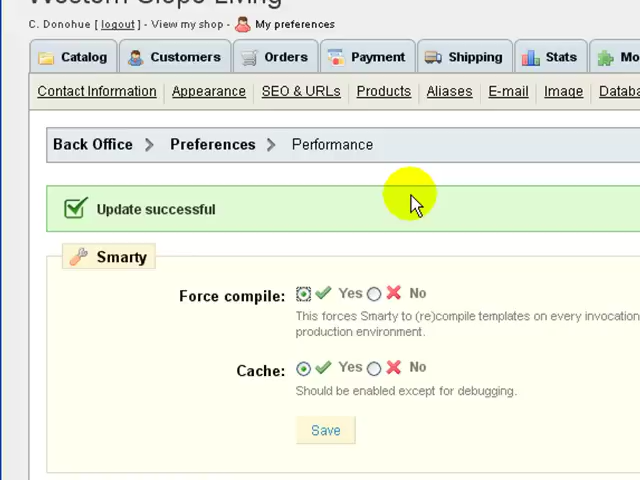 Western Slope Living
C. Donohue [ logout ] - View my shop - My preferences
Catalog Customers Orders Payment Shipping Stats Mo
Contact Information Appearance SEO & URLs Products Aliases E-mail Image Databa
Back Office > Preferences > Performance
Update successful
Smarty
Force compile: Yes No
This forces Smarty to (re)compile templates on every invocation
production environment.
Cache: Yes No
Should be enabled except for debugging.
Save